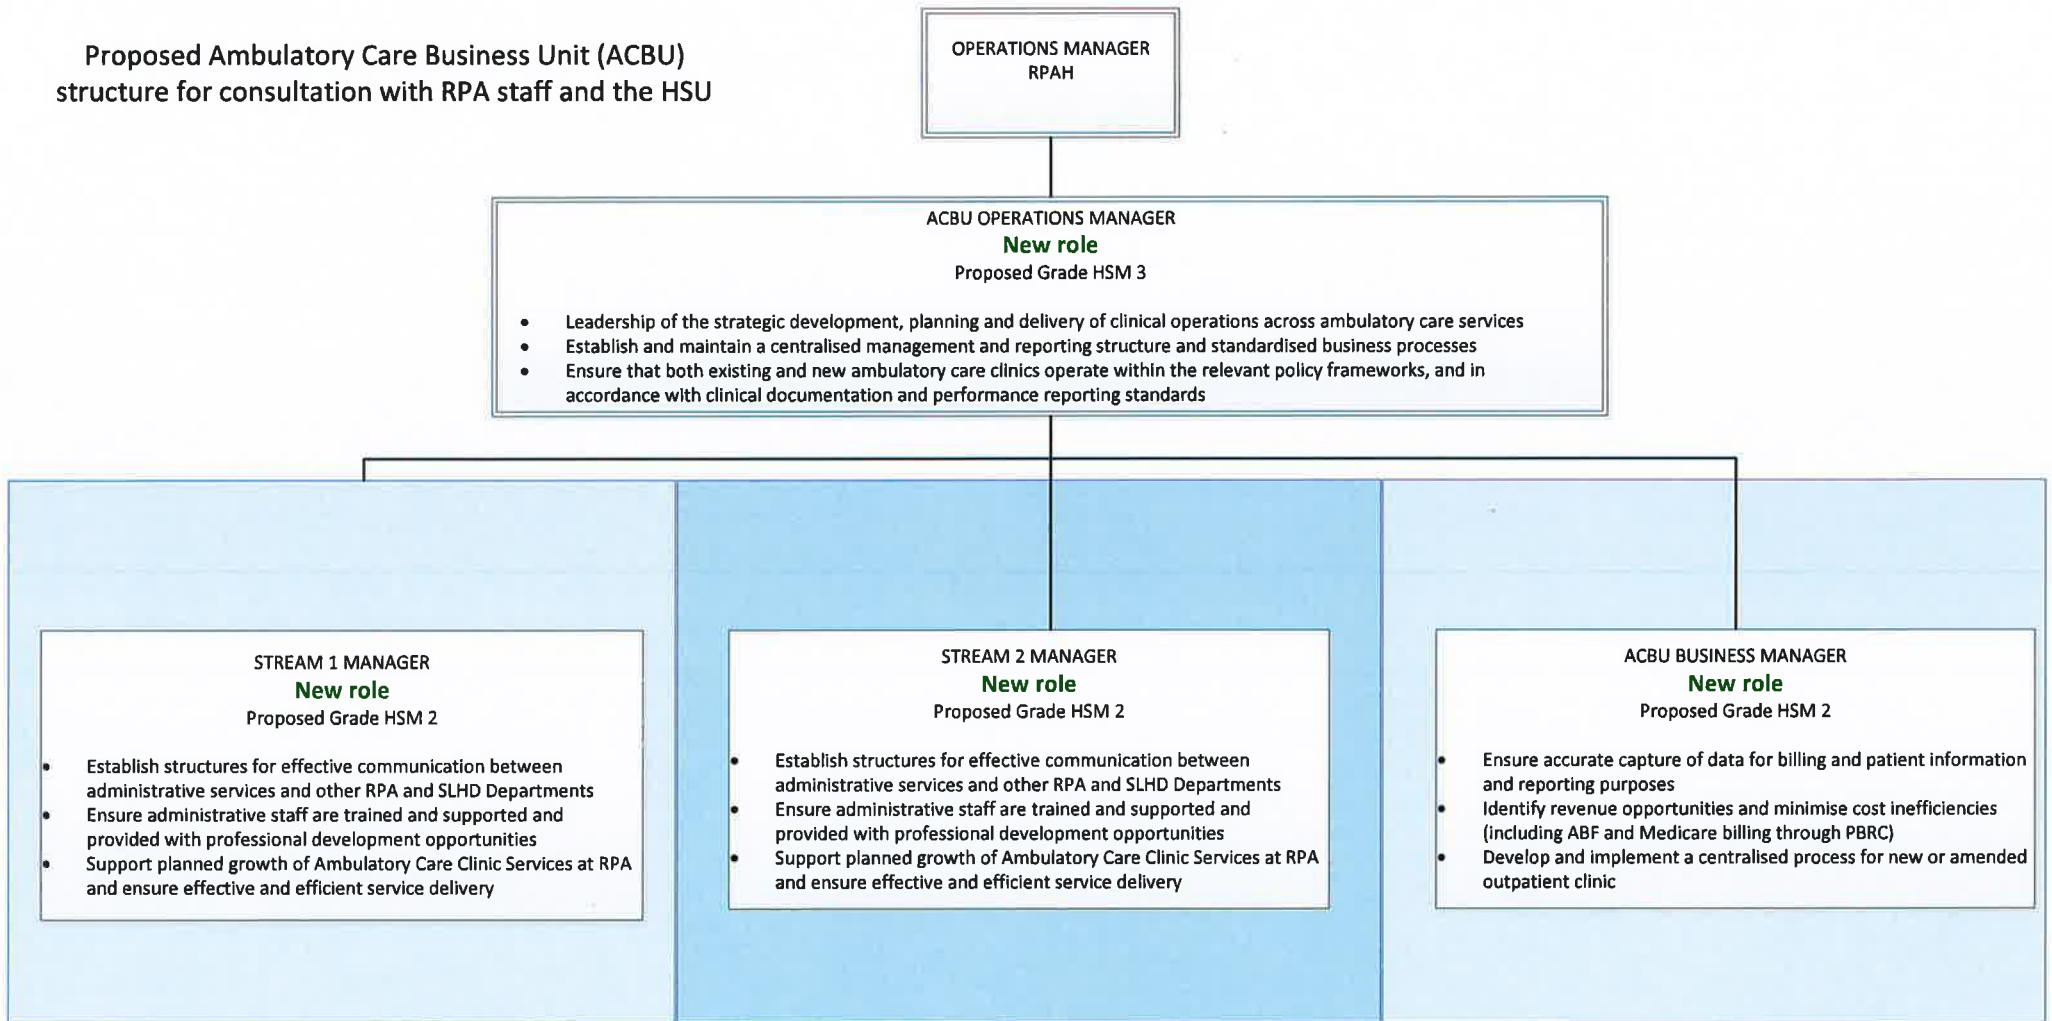 Proposed Ambulatory Care Business Unit (ACBU)
structure for consultation with RPA staff and the HSU
OPERATIONS MANAGER
RPAH
ACBU OPERATIONS MANAGER
New role
Proposed Grade HSM 3
• Leadership of the strategic development, planning and delivery of clinical operations across ambulatory care services
• Establish and maintain a centralised management and reporting structure and standardised business processes
• Ensure that both existing and new ambulatory care clinics operate within the relevant policy frameworks, and in
accordance with clinical documentation and performance reporting standards
STREAM 1 MANAGER
New role
Proposed Grade HSM 2
• Establish structures for effective communication between
administrative services and other RPA and SLHD Departments
• Ensure administrative staff are trained and supported and
provided with professional development opportunities
• Support planned growth of Ambulatory Care Clinic Services at RPA
and ensure effective and efficient service delivery
STREAM 2 MANAGER
New role
Proposed Grade HSM 2
• Establish structures for effective communication between
administrative services and other RPA and SLHD Departments
• Ensure administrative staff are trained and supported and
provided with professional development opportunities
• Support planned growth of Ambulatory Care Clinic Services at RPA
and ensure effective and efficient service delivery
ACBU BUSINESS MANAGER
New role
Proposed Grade HSM 2
• Ensure accurate capture of data for billing and patient information
and reporting purposes
• Identify revenue opportunities and minimise cost inefficiencies
(including ABF and Medicare billing through PBRC)
• Develop and implement a centralised process for new or amended
outpatient clinic